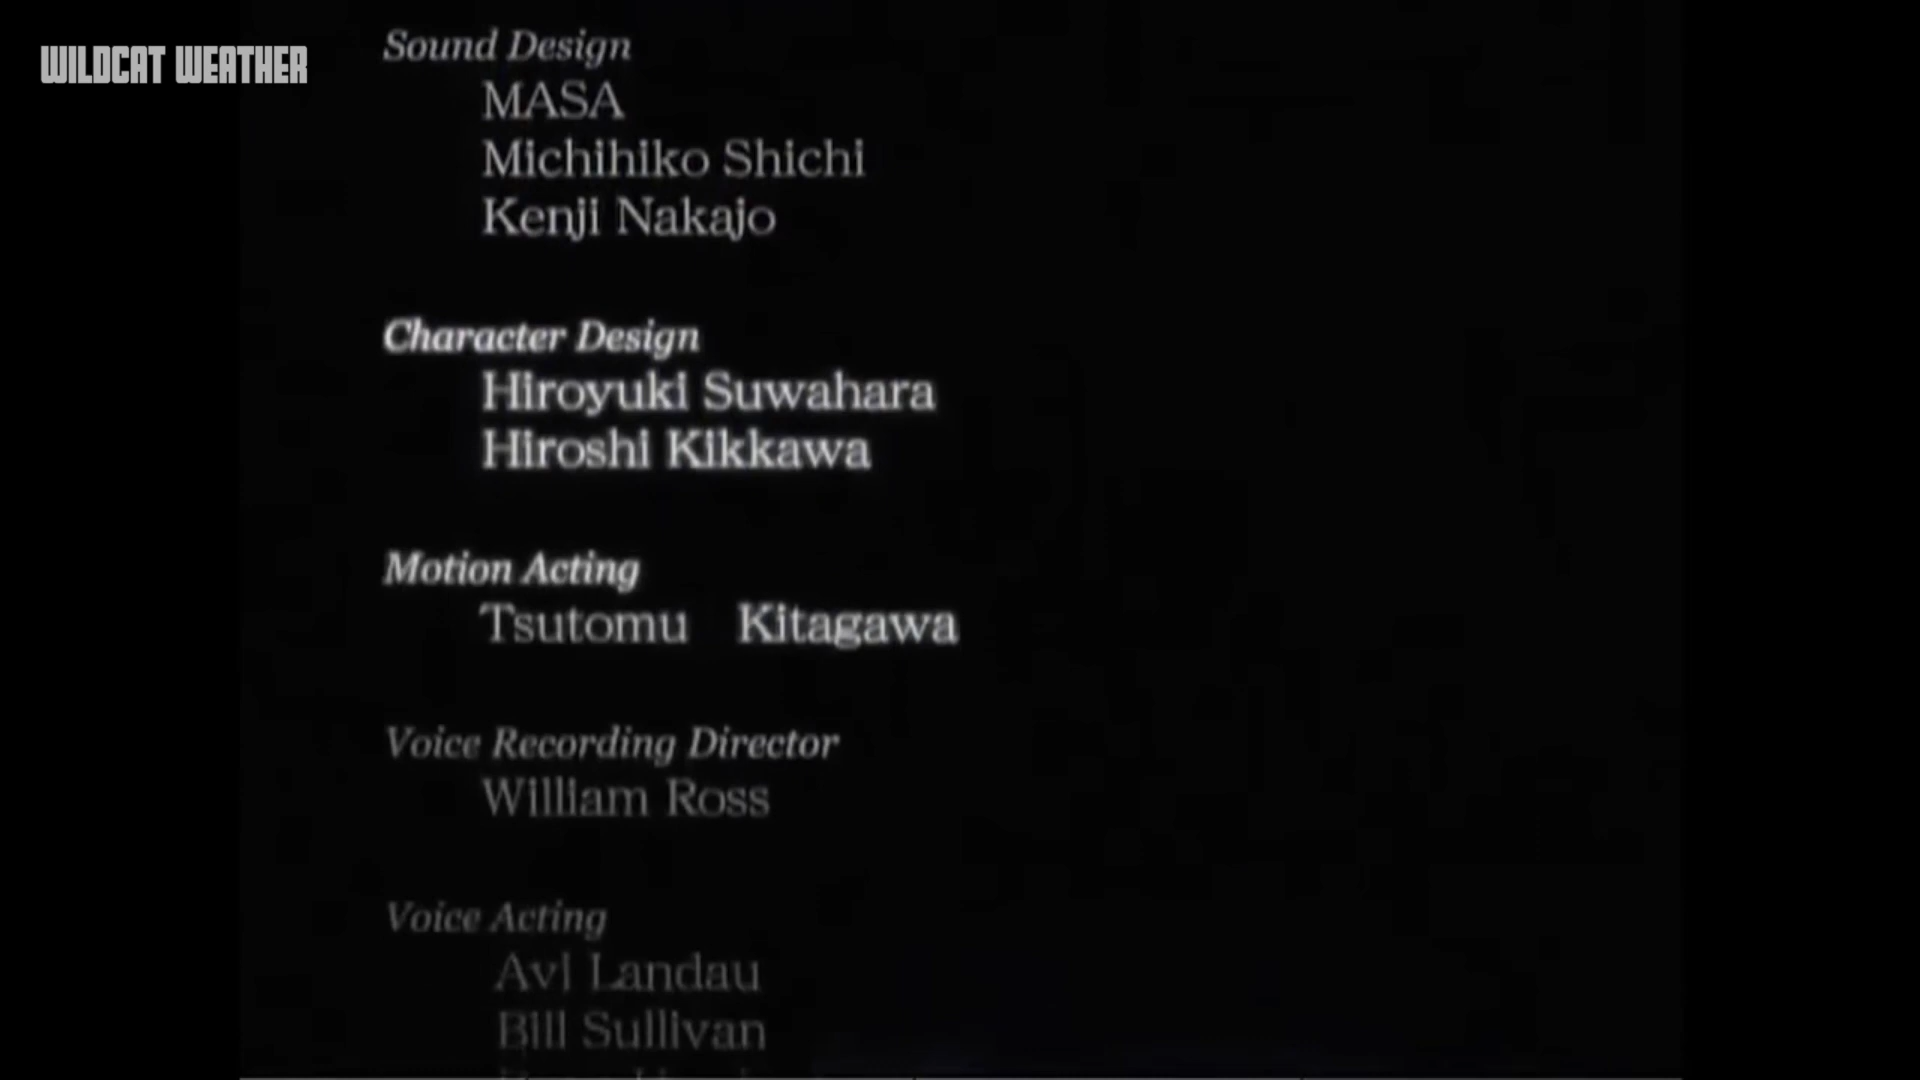 WILDCAT WEATHER
Sound Design
MASA
Michihiko Shichi
Kenji Nakajo
Character Design
Hiroyuki Suwahara
Hiroshi Kikkawa
Motion Acting
Tsutomu Kitagawa
Voice Recording Director
William Ross
Voice Acting
Avi Landau
Bill Sullivan